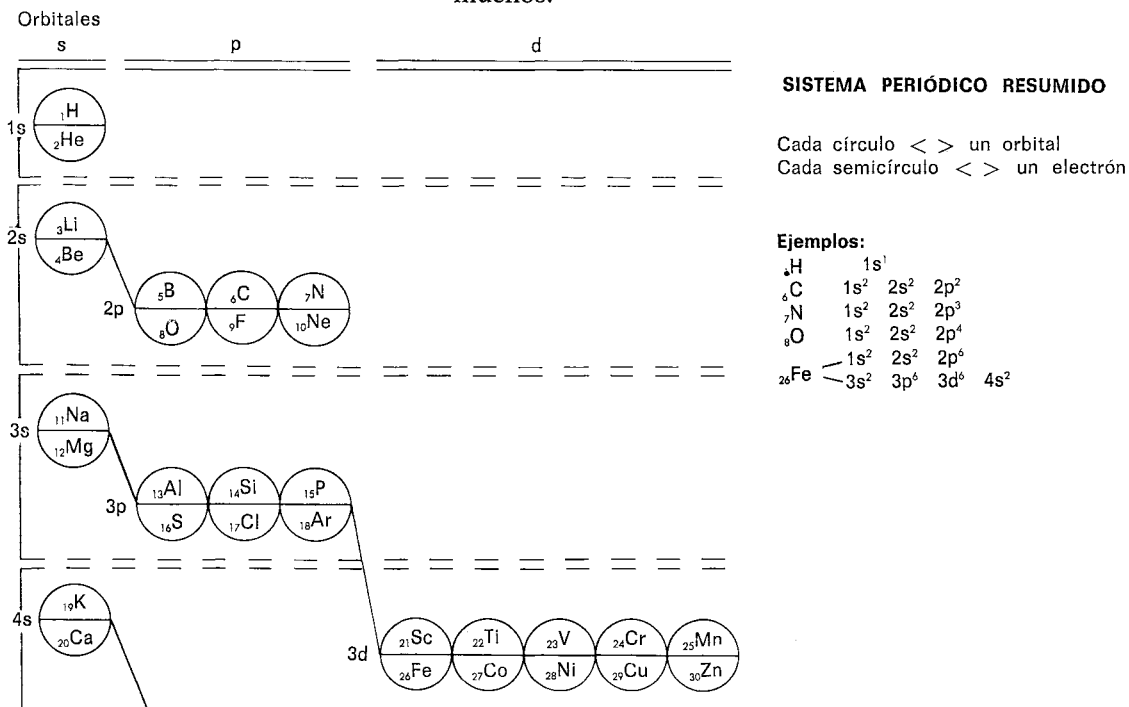 muchos.
Orbitales
s p d
SISTEMA PERIÓDICO RESUMIDO
Cada círculo < > un orbital
Cada semicírculo < > un electrón
1s
₁H
₂He
2s
₃Li
₄Be
2p
₅B ₆C ₇N
₈O ₉F ₁₀Ne
Ejemplos:
H 1s¹
₆C 1s² 2s² 2p²
₇N 1s² 2s² 2p³
₈O 1s² 2s² 2p⁴
₂₆Fe 1s² 2s² 2p⁶
3s² 3p⁶ 3d⁶ 4s²
3s
₁₁Na
₁₂Mg
3p
₁₃Al ₁₄Si ₁₅P
₁₆S ₁₇Cl ₁₈Ar
4s
₁₉K
₂₀Ca
3d
₂₁Sc ₂₂Ti ₂₃V ₂₄Cr ₂₅Mn
₂₆Fe ₂₇Co ₂₈Ni ₂₉Cu ₃₀Zn